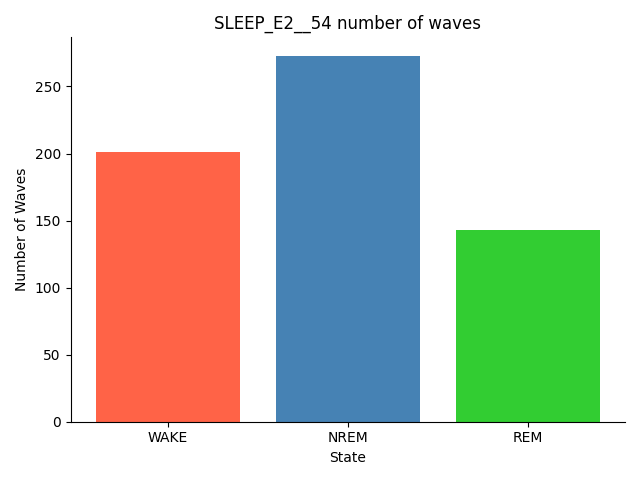 SLEEP_E2__54 number of waves
Number of Waves
250
200
150
100
50
0
WAKE
NREM
REM
State